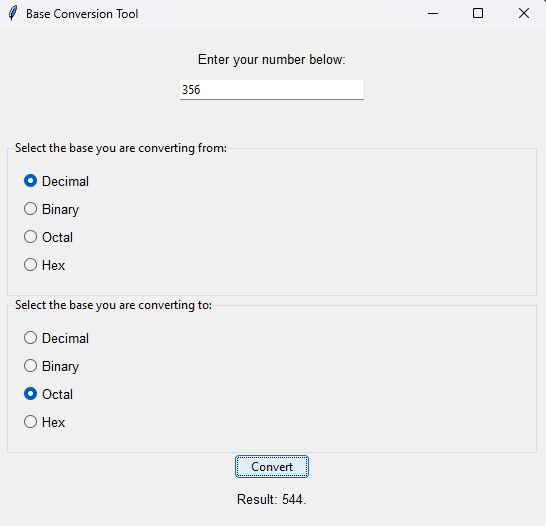 Base Conversion Tool
Enter your number below:
356
Select the base you are converting from:
Decimal
Binary
Octal
Hex
Select the base you are converting to:
Decimal
Binary
Octal
Hex
Convert
Result: 544.